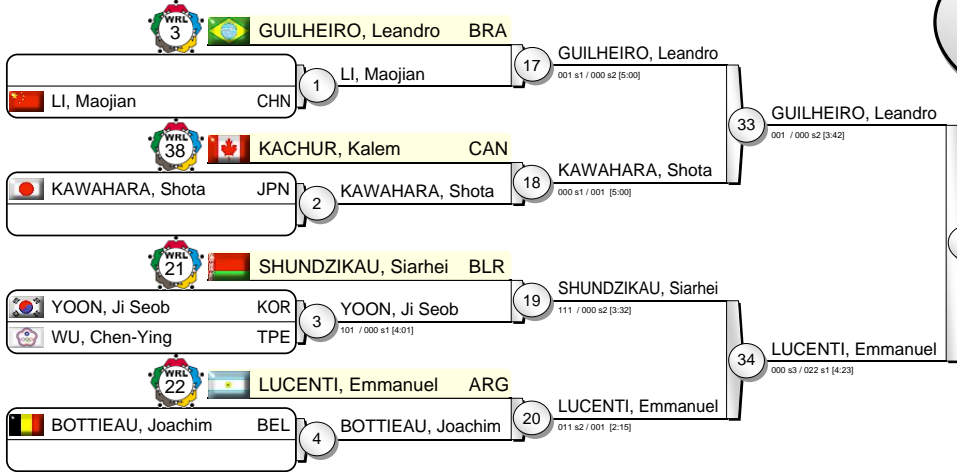 WRL
3
GUILHEIRO, Leandro BRA
LI, Maojian CHN
1
LI, Maojian
17
GUILHEIRO, Leandro
001 s1 / 000 s2 [5:00]
WRL
38
KACHUR, Kalem CAN
KAWAHARA, Shota JPN
2
KAWAHARA, Shota
18
KAWAHARA, Shota
000 s1 / 001 [5:00]
33
GUILHEIRO, Leandro
001 / 000 s2 [3:42]
WRL
21
SHUNDZIKAU, Siarhei BLR
YOON, Ji Seob KOR
WU, Chen-Ying TPE
3
YOON, Ji Seob
101 / 000 s1 [4:01]
19
SHUNDZIKAU, Siarhei
111 / 000 s2 [3:32]
WRL
22
LUCENTI, Emmanuel ARG
BOTTIEAU, Joachim BEL
4
BOTTIEAU, Joachim
20
LUCENTI, Emmanuel
011 s2 / 001 [2:15]
34
LUCENTI, Emmanuel
000 s3 / 022 s1 [4:23]